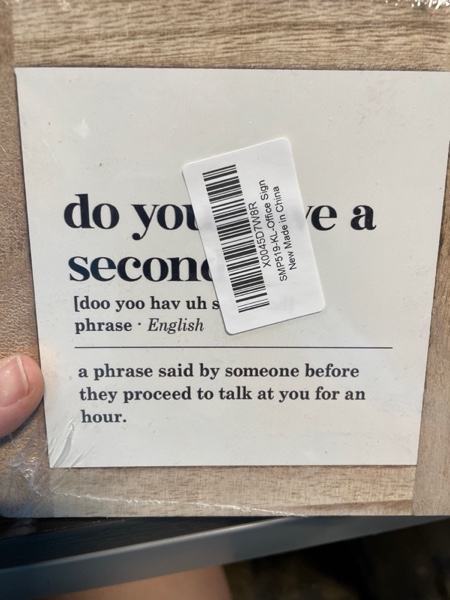 do you ve a
second
[doo yoo hav uh s
phrase · English
a phrase said by someone before
they proceed to talk at you for an
hour.
X0045D7W8R
SMP519-KL-Office Sign
New Made in China